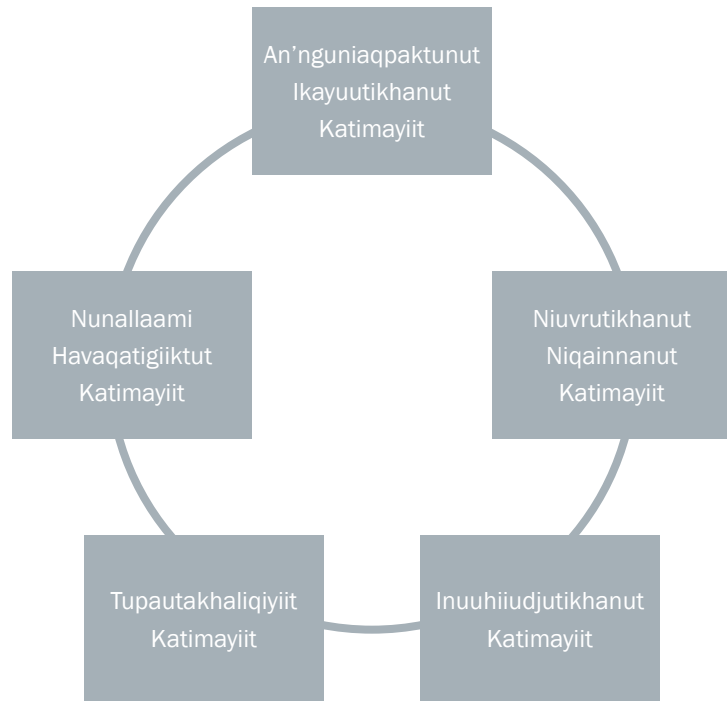 An’nguniaqpaktunut
Ikayuutikhanut
Katimayiit
Niuvrutikhanut
Niqainnanut
Katimayiit
Inuuhiiudjutikhanut
Katimayiit
Tupautakhaliqiyiit
Katimayiit
Nunallaami
Havaqatigiiktut
Katimayiit